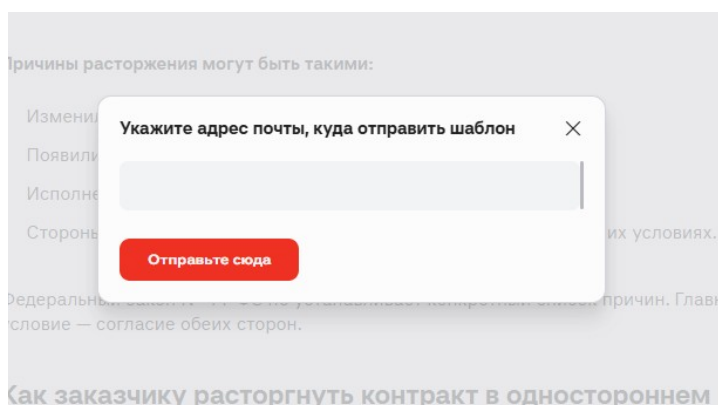 Причины расторжения могут быть такими:
Укажите адрес почты, куда отправить шаблон
Отправьте сюда
их условиях.
причин.
условие — согласие обеих сторон.
Как заказчику расторгнуть контракт в одностороннем